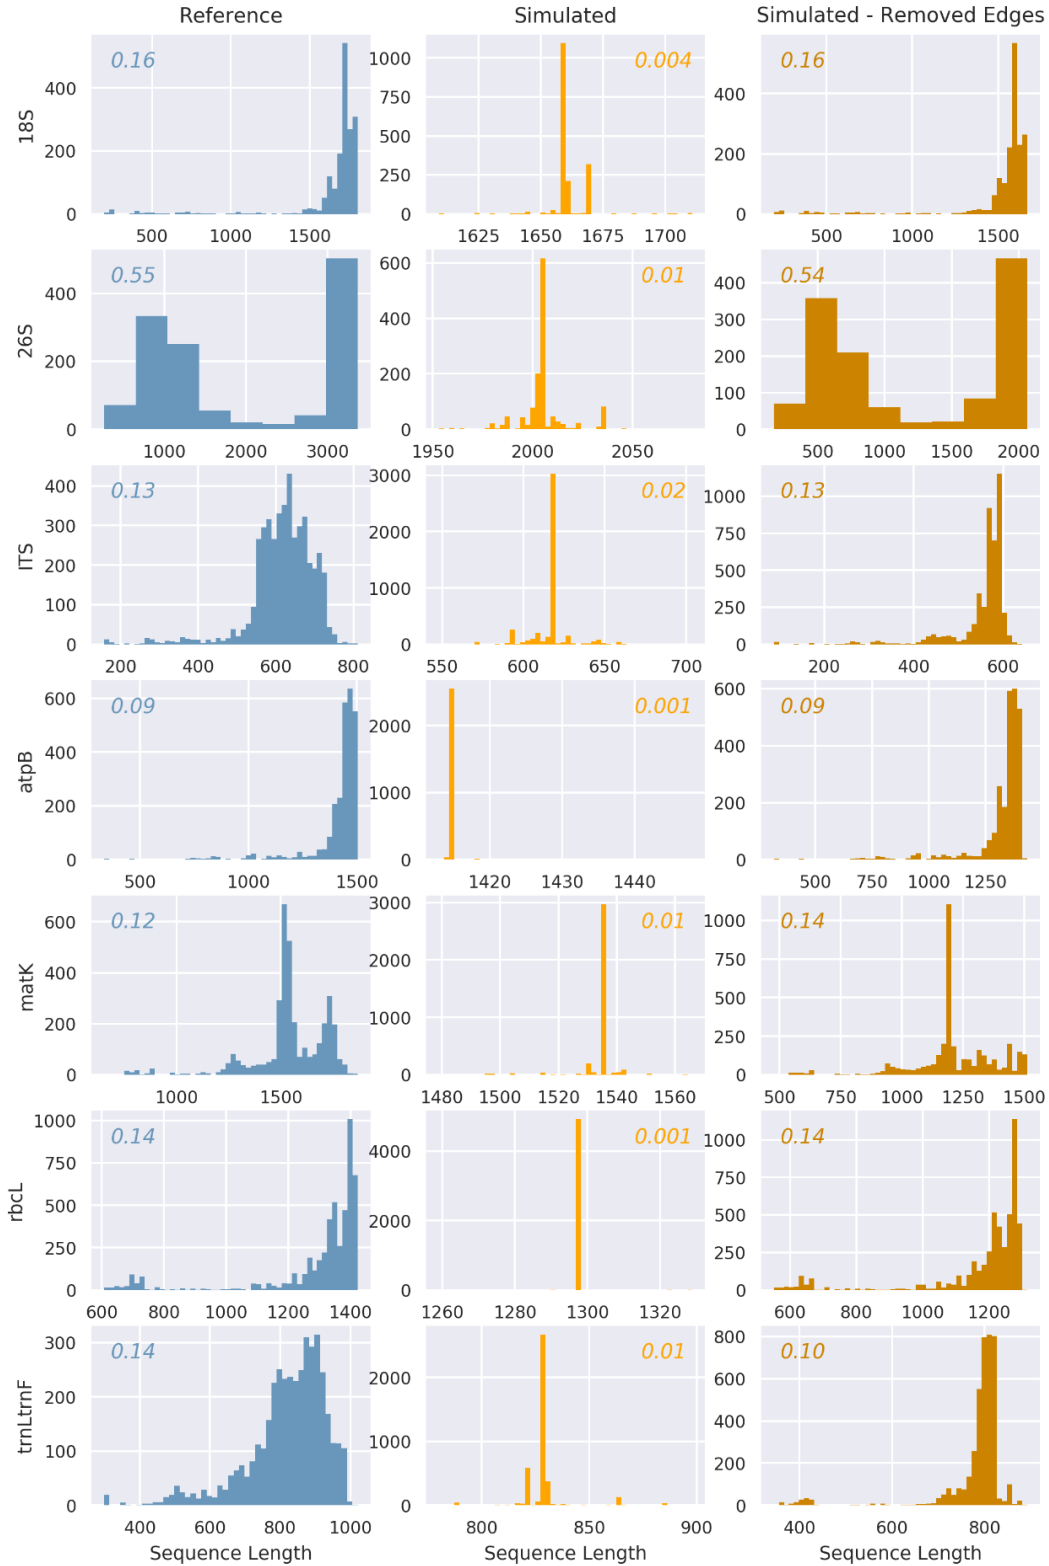 Reference Simulated Simulated - Removed Edges
18S
0.16 0.004 0.16
400 200 0
1000 750 500 250 0
400 200 0
500 1000 1500
1625 1650 1675 1700
500 1000 1500
26S
0.55 0.01 0.54
400 200 0
600 400 200 0
400 300 200 100 0
1000 2000 3000
1950 2000 2050
500 1000 1500 2000
ITS
0.13 0.02 0.13
400 300 200 100 0
3000 2000 1000 0
1000 750 500 250 0
200 400 600 800
550 600 650 700
200 400 600
atpB
0.09 0.001 0.09
600 400 200 0
2000 1000 0
600 400 200 0
500 1000 1500
1420 1430 1440
500 750 1000 1250
matK
0.12 0.01 0.14
600 400 200 0
3000 2000 1000 0
1000 750 500 250 0
1000 1500
1480 1500 1520 1540 1560
500 750 1000 1250 1500
rbcL
0.14 0.001 0.14
1000 750 500 250 0
4000 2000 0
1000 750 500 250 0
600 800 1000 1200 1400
1260 1280 1300 1320
600 800 1000 1200
trnLtrnF
0.14 0.01 0.10
300 200 100 0
2000 1000 0
800 600 400 200 0
400 600 800 1000
800 850 900
400 600 800
Sequence Length Sequence Length Sequence Length